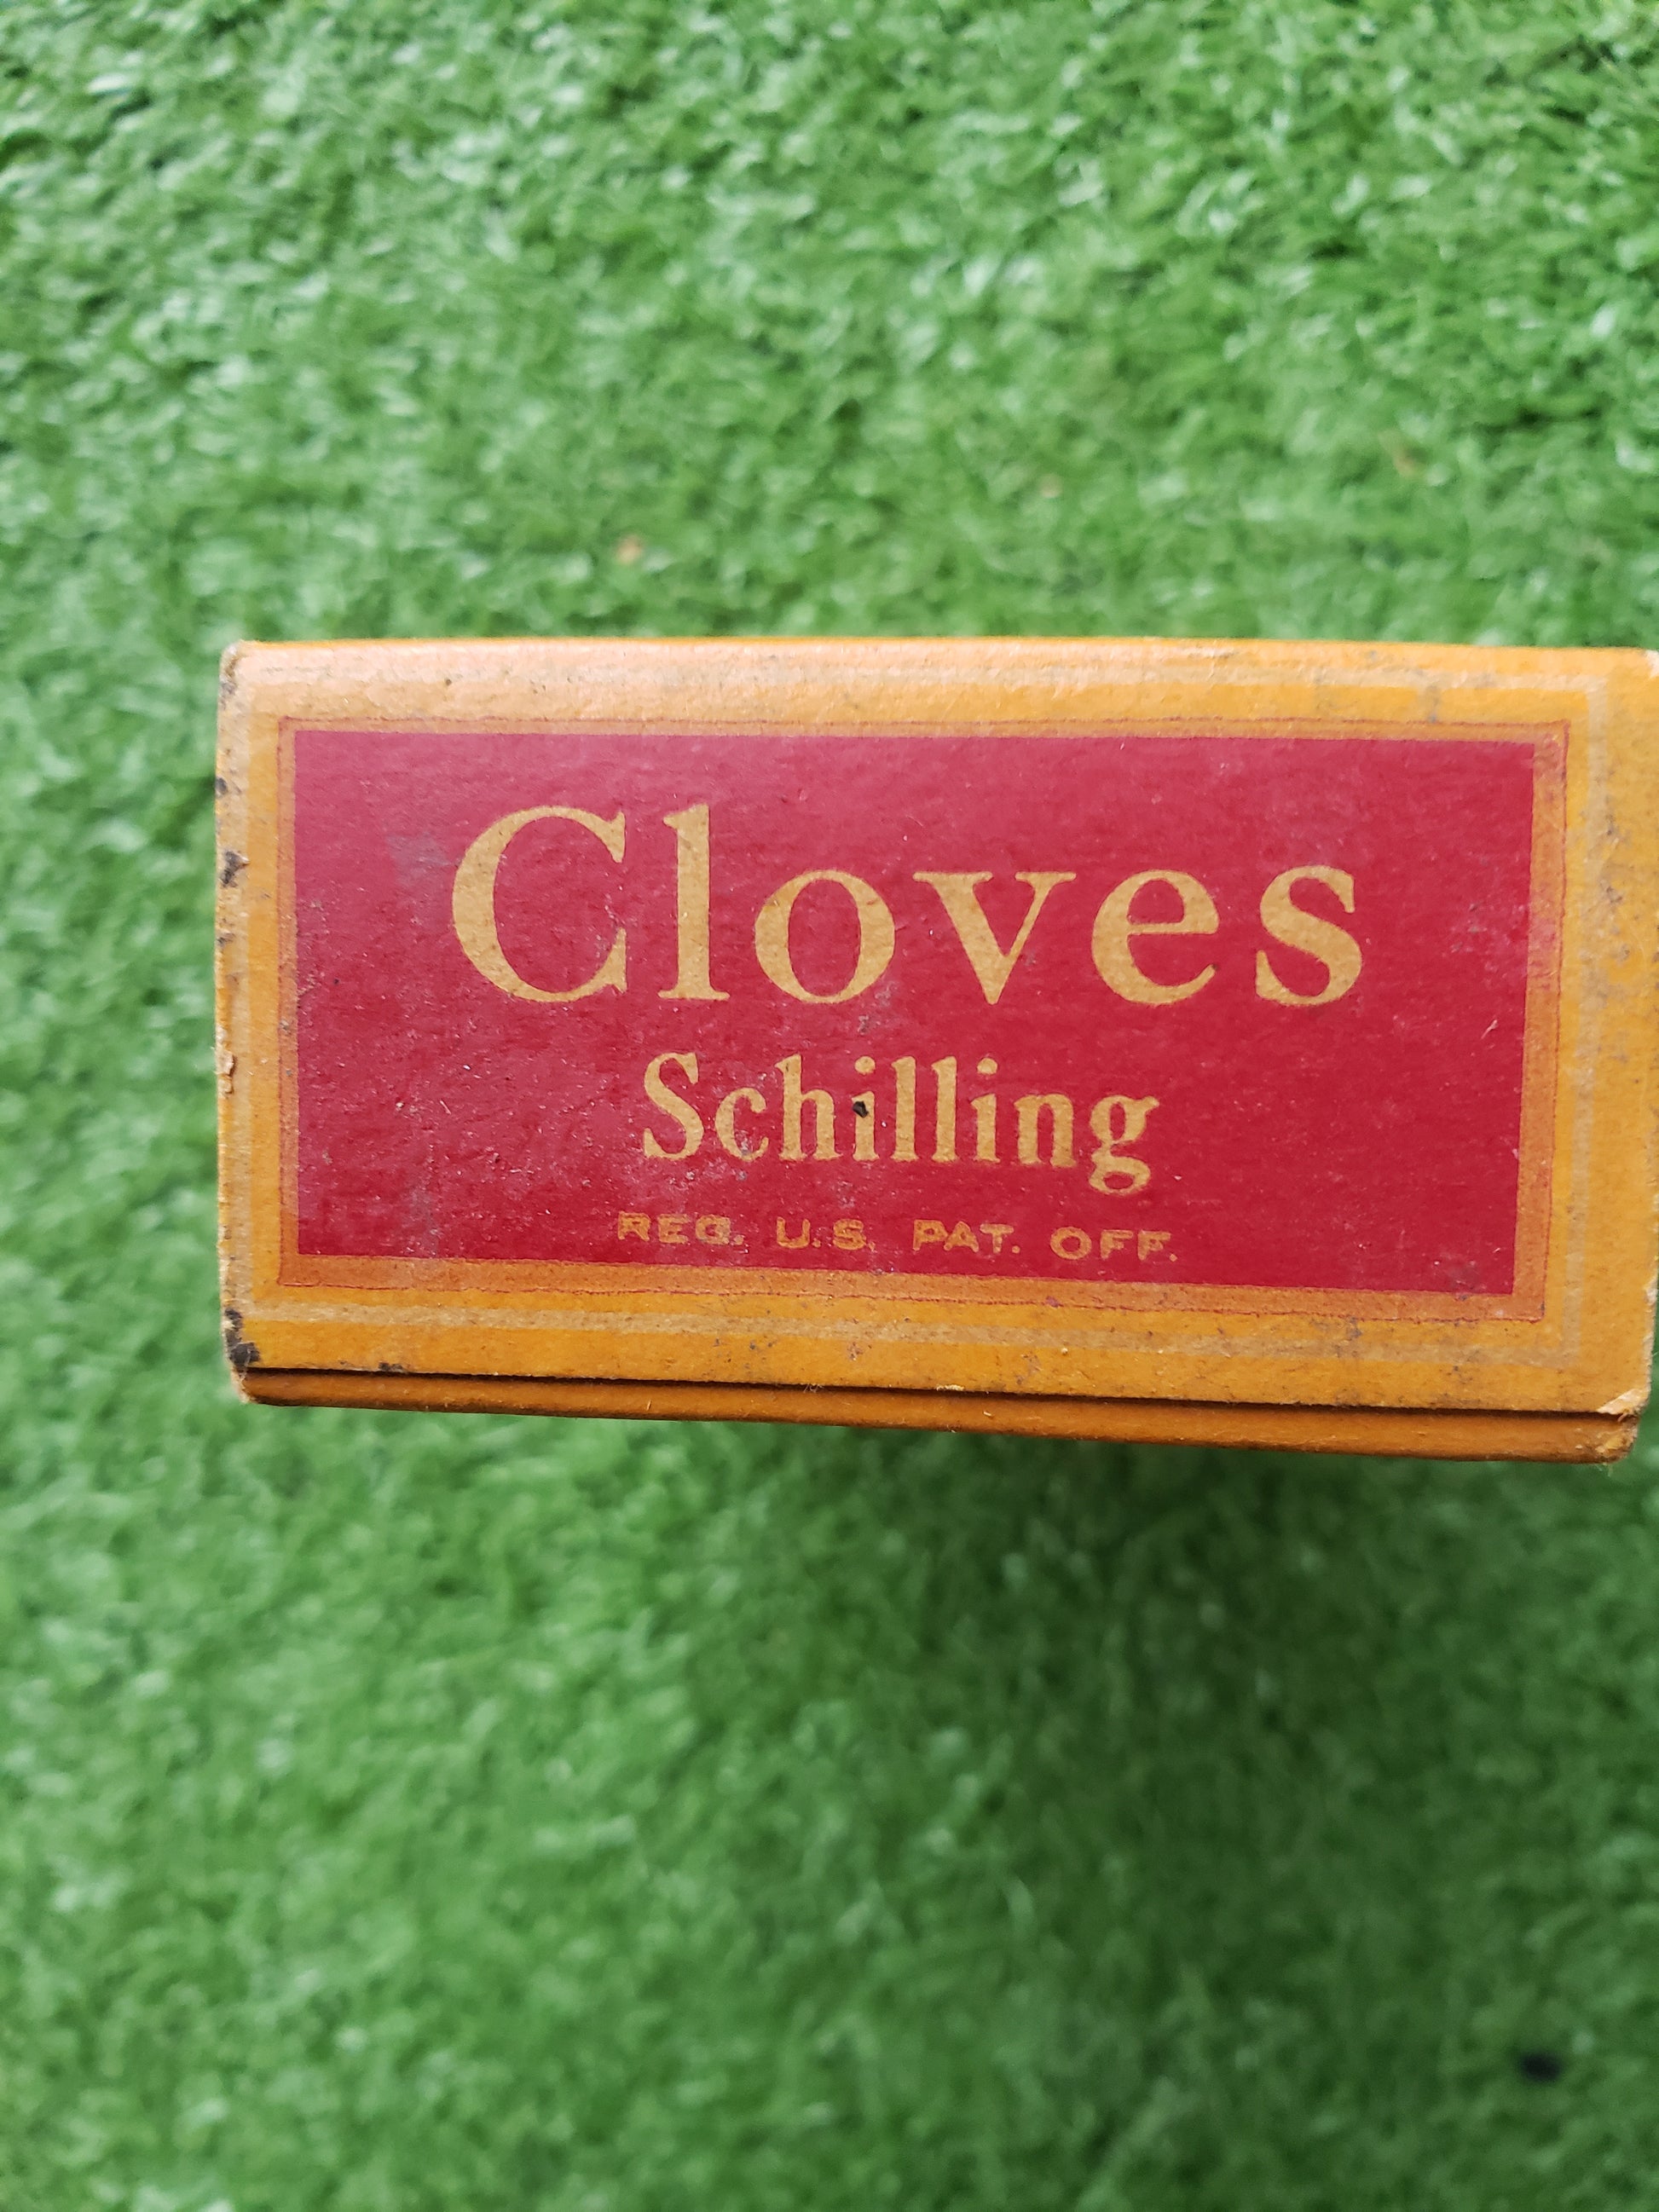 Cloves
Schilling
REG. U.S. PAT. OFF.